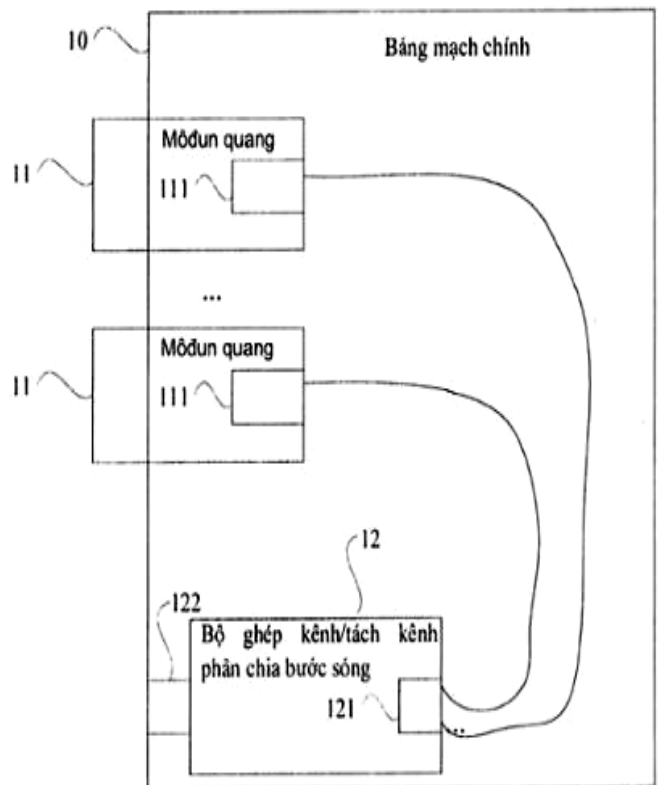 10
Bảng mạch chính
Môđun quang
11
111
...
Môđun quang
11
111
12
122
Bộ ghép kênh/tách kênh
phân chia bước sóng
121
...